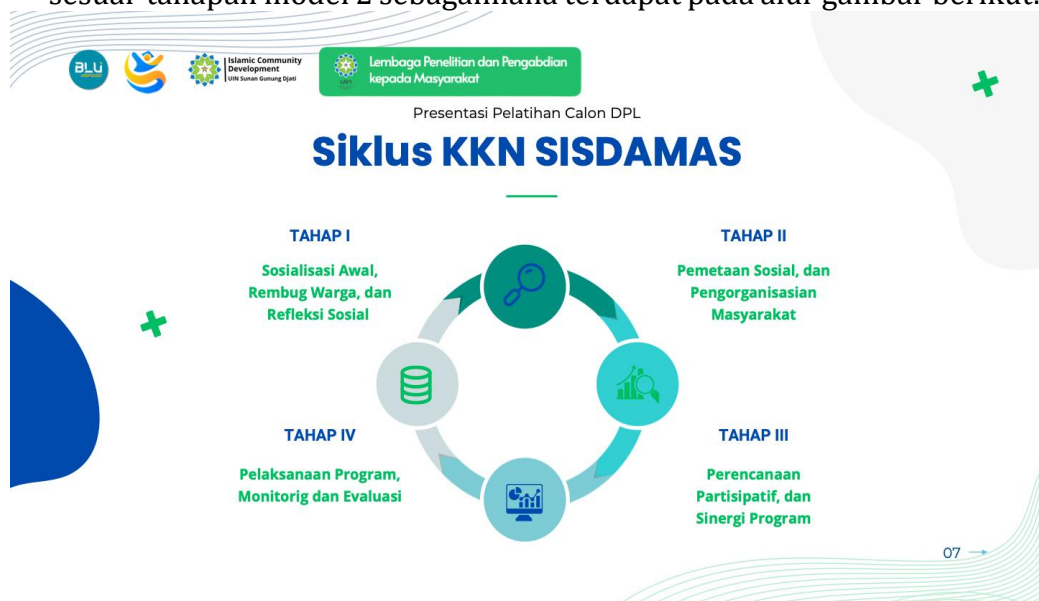 sesuai tahapan model 2 sebagaimana terdapat pada alur gambar berikut:
BLU
Islamic Community
Development
UIN Sunan Gunung Djati
Lembaga Penelitian dan Pengabdian
kepada Masyarakat
Presentasi Pelatihan Calon DPL
Siklus KKN SISDAMAS
TAHAP I
Sosialisasi Awal,
Rembug Warga, dan
Refleksi Sosial
TAHAP II
Pemetaan Sosial, dan
Pengorganisasian
Masyarakat
TAHAP IV
Pelaksanaan Program,
Monitorig dan Evaluasi
TAHAP III
Perencanaan
Partisipatif, dan
Sinergi Program
07